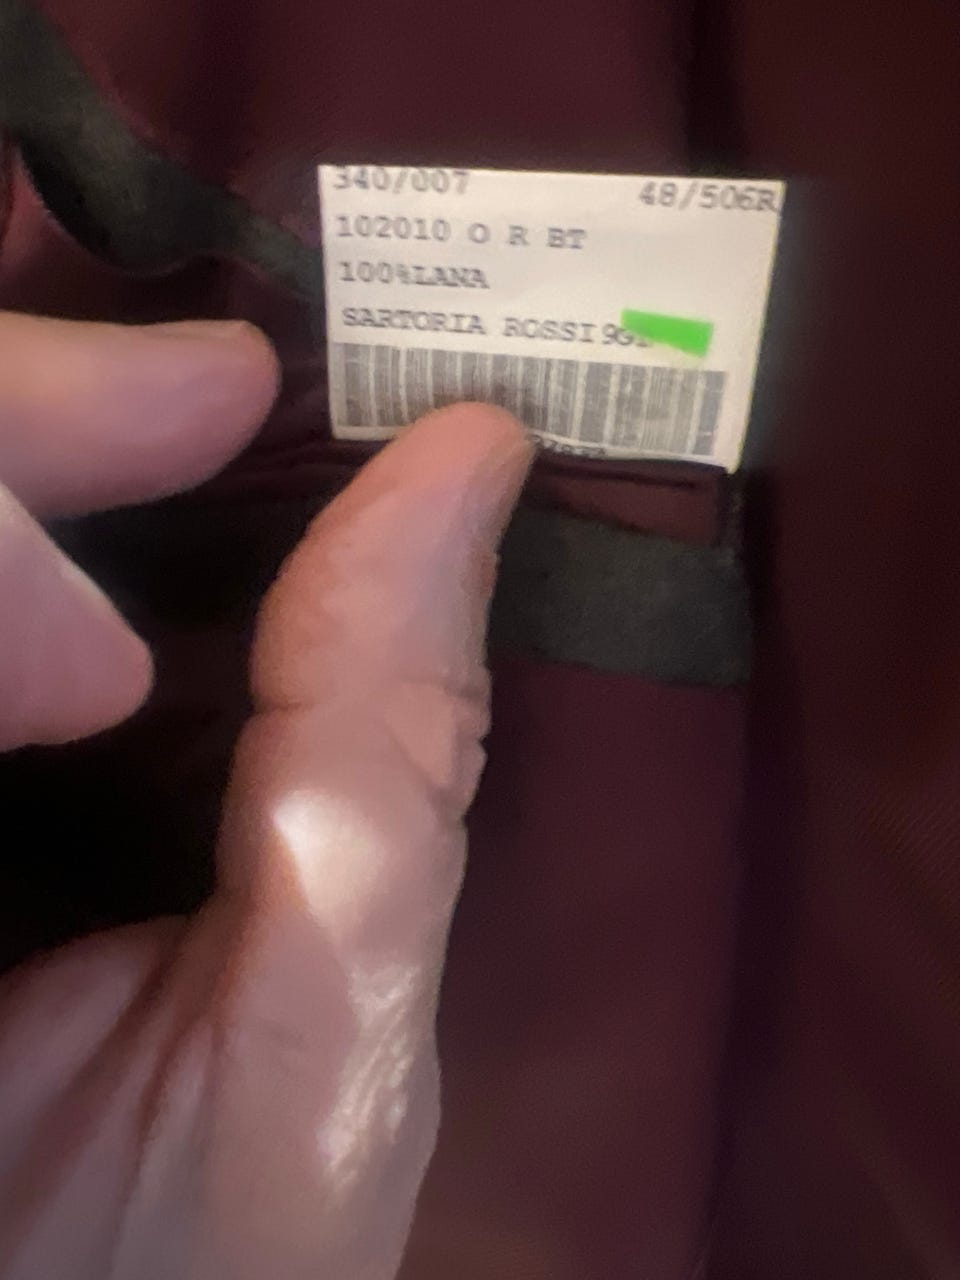 340/007 48/506R
102010 O R BT
100%LANA
SARTORIA ROSSI